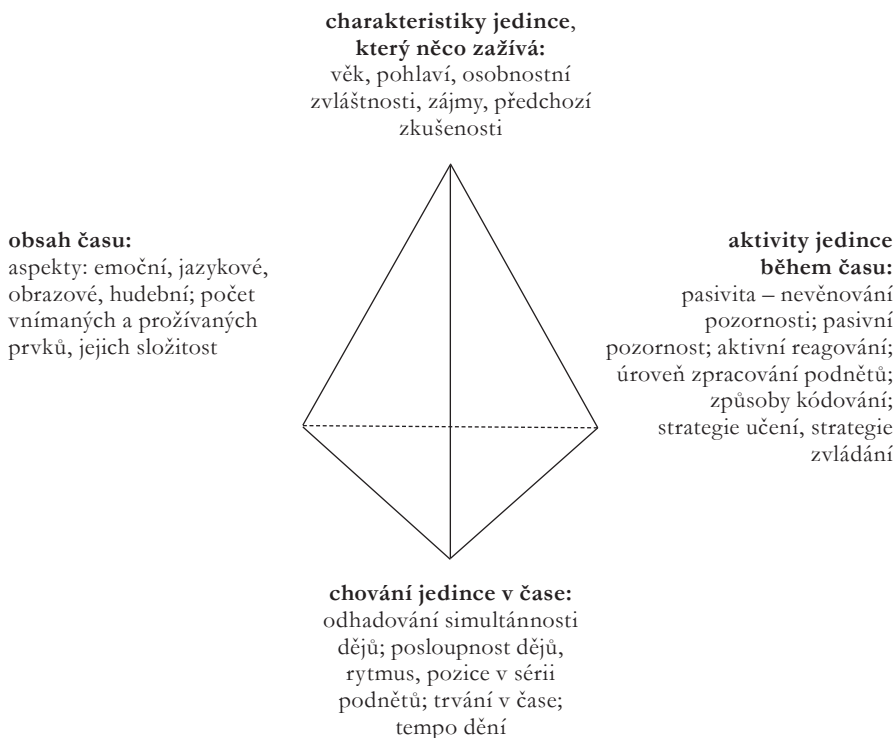 charakteristiky jedince,
který něco zažívá:
věk, pohlaví, osobnostní
zvláštnosti, zájmy, předchozí
zkušenosti
obsah času:
aspekty: emoční, jazykové,
obrazové, hudební; počet
vnímaných a prožívaných
prvků, jejich složitost
aktivity jedince
během času:
pasivita – nevěnování
pozornosti; pasivní
pozornost; aktivní reagování;
úroveň zpracování podnětů;
způsoby kódování;
strategie učení, strategie
zvládání
chování jedince v čase:
odhadování simultánnosti
dějů; posloupnost dějů,
rytmus, pozice v sérii
podnětů; trvání v čase;
tempo dění